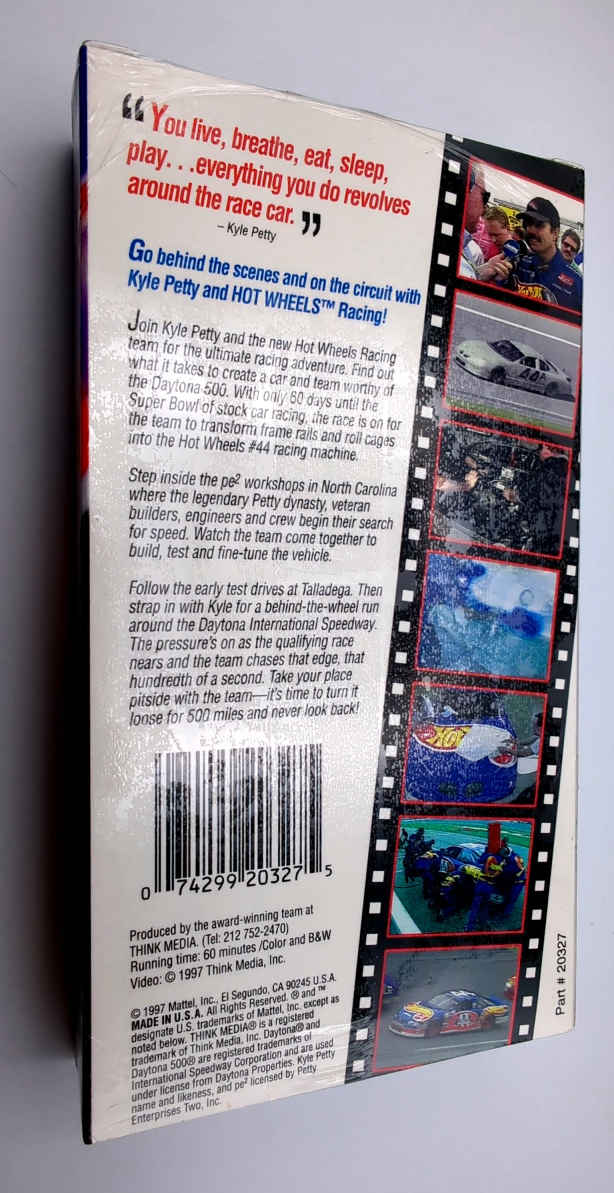 “ You live, breathe, eat, sleep,
play. . .everything you do revolves
around the race car. ”
– Kyle Petty
Go behind the scenes and on the circuit with
Kyle Petty and HOT WHEELS™ Racing!
Join Kyle Petty and the new Hot Wheels Racing
team for the ultimate racing adventure. Find out
what it takes to create a car and team worthy of
the Daytona 500. With only 60 days until the
Super Bowl of stock car racing, the race is on for
the team to transform frame rails and roll cages
into the Hot Wheels #44 racing machine.
Step inside the pe² workshops in North Carolina
where the legendary Petty dynasty, veteran
builders, engineers and crew begin their search
for speed. Watch the team come together to
build, test and fine-tune the vehicle.
Follow the early test drives at Talladega. Then
strap in with Kyle for a behind-the-wheel run
around the Daytona International Speedway.
The pressure's on as the qualifying race
nears and the team chases that edge, that
hundredth of a second. Take your place
pitside with the team—it's time to turn it
loose for 500 miles and never look back!
0 74299 20327 5
Produced by the award-winning team at
THINK MEDIA. (Tel: 212 752-2470)
Running time: 60 minutes /Color and B&W
Video: © 1997 Think Media, Inc.
© 1997 Mattel, Inc., El Segundo, CA 90245 U.S.A.
MADE IN U.S.A. All Rights Reserved. ® and ™
designate U.S. trademarks of Mattel, Inc. except as
noted below. THINK MEDIA® is a registered
trademark of Think Media, Inc. Daytona® and
Daytona 500® are registered trademarks of
International Speedway Corporation and are used
under license from Daytona Properties. Kyle Petty
name and likeness, and pe² licensed by Petty
Enterprises Two, Inc.
Part # 20327
HOT